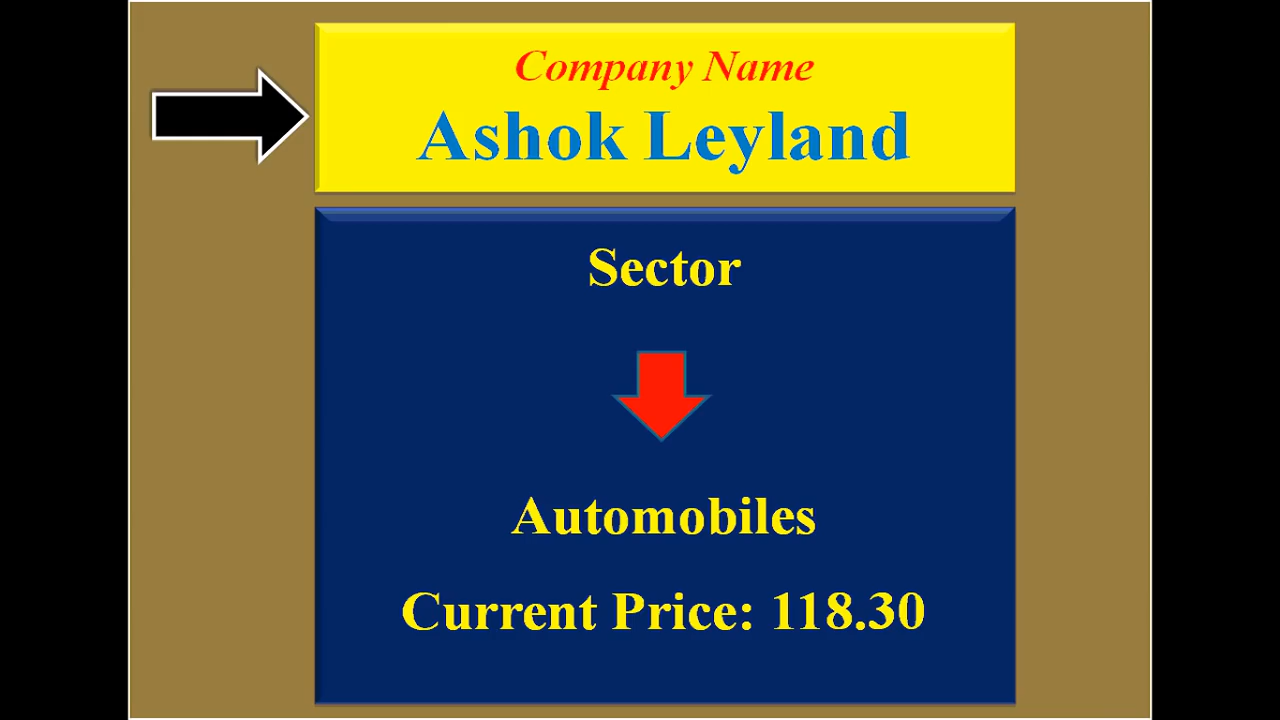 Company Name
Ashok Leyland
Sector
Automobiles
Current Price: 118.30